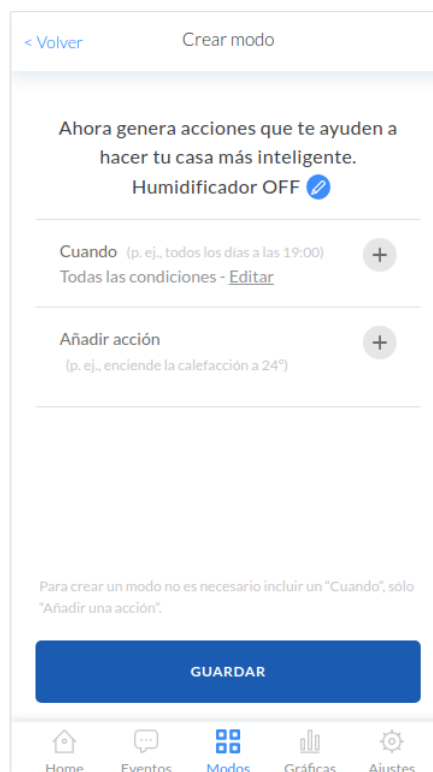 < Volver Crear modo
Ahora genera acciones que te ayuden a
hacer tu casa más inteligente.
Humidificador OFF
Cuando (p. ej., todos los días a las 19:00)
Todas las condiciones - Editar
Añadir acción
(p. ej., enciende la calefacción a 24º)
Para crear un modo no es necesario incluir un "Cuando", sólo
"Añadir una acción".
GUARDAR
Home Eventos Modos Gráficas Ajustes